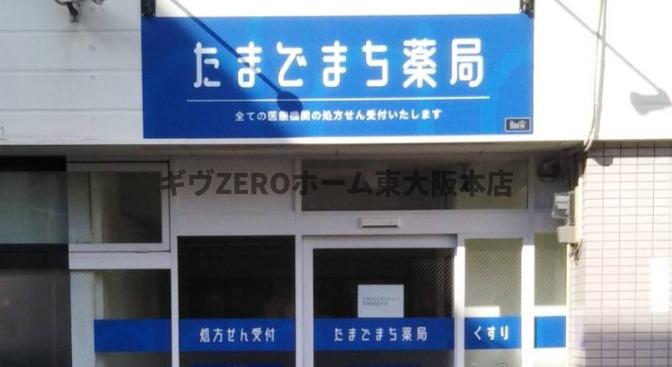 たまでまち薬局
全ての医療機関の処方せん受付いたします
ギヴZEROホーム東大阪本店
処方せん受付
たまでまち薬局
くすり